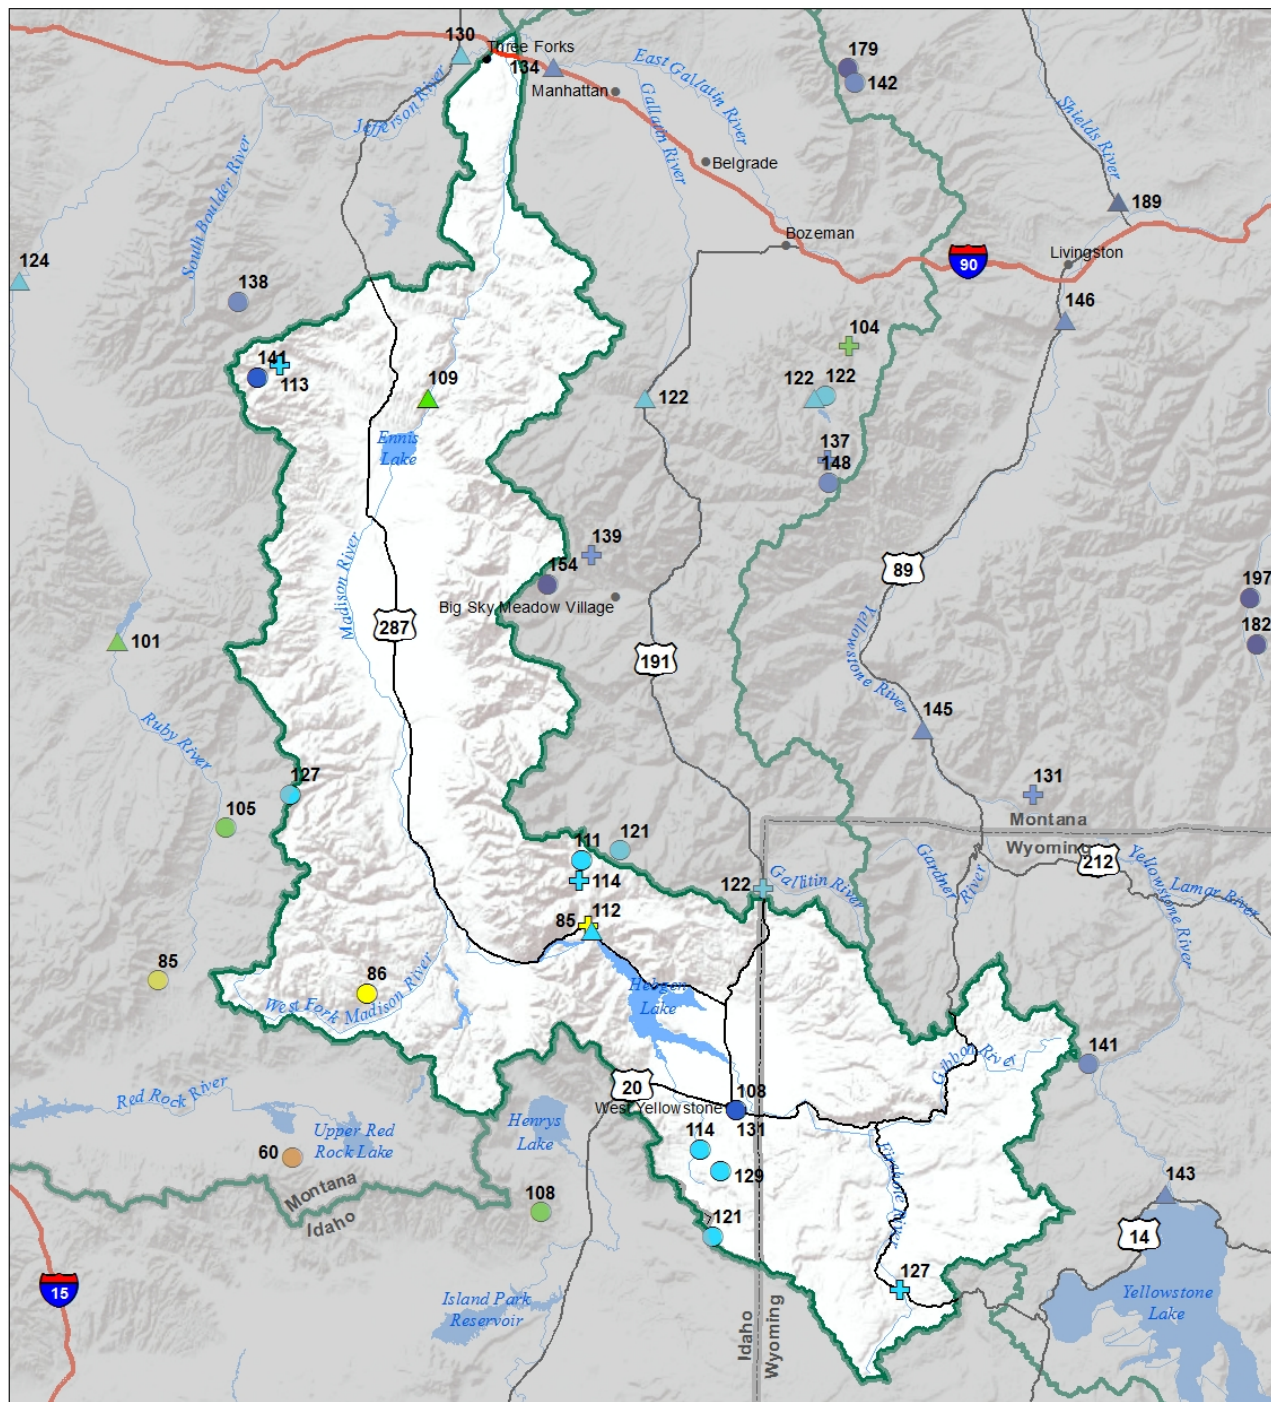 130
Three Forks
134
Manhattan
179
142
East Gallatin River
Gallatin River
Jefferson River
Shields River
Belgrade
South Boulder River
189
Bozeman
Livingston
90
124
138
146
104
141
113
109
122
122
122
Ennis
Lake
137
148
139
154
Madison River
89
197
Big Sky Meadow Village
287
182
Yellowstone River
101
191
145
Ruby River
127
131
105
Montana
Wyoming
121
111
212
Gardner
River
Yellowstone River
Lamar River
114
122
Gallitin River
112
85
85
86
Hebgen
Lake
West Fork Madison River
Gibbon River
141
20
108
Red Rock River
West Yellowstone
Henrys
Lake
131
Upper Red
Rock Lake
114
60
129
Firehole River
Montana
Idaho
108
143
121
14
15
127
Yellowstone
Lake
Island Park
Reservoir
Idaho
Wyoming